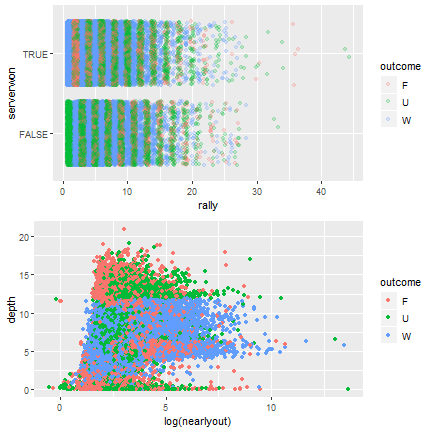 TRUE
FALSE
serverwon
0
10
20
30
40
rally
outcome
F
U
W
20
15
10
5
0
depth
0
5
10
log(nearlyout)
outcome
F
U
W